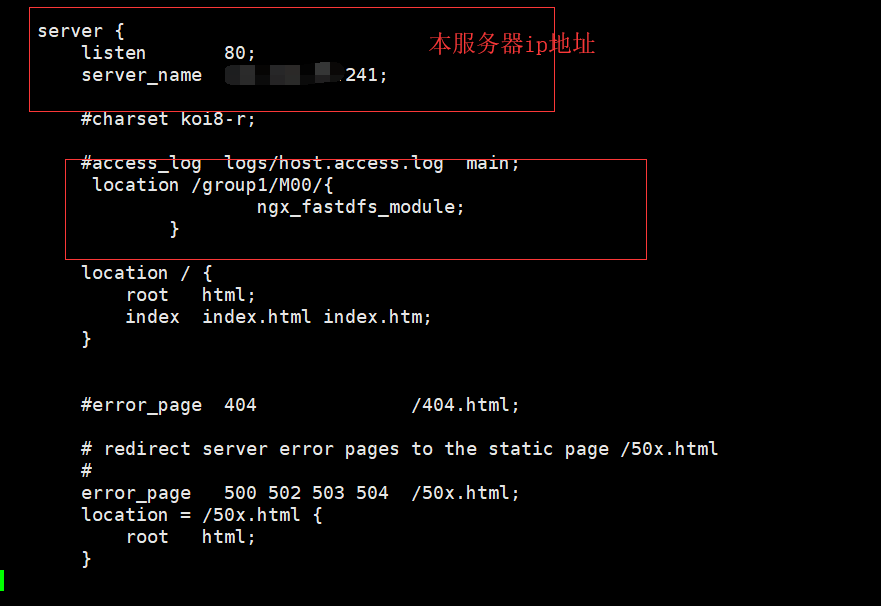 server {
listen 80;
server_name .241;
本服务器ip地址
#charset koi8-r;
#access_log logs/host.access.log main;
location /group1/M00/{
ngx_fastdfs_module;
}
location / {
root html;
index index.html index.htm;
}
#error_page 404 /404.html;
# redirect server error pages to the static page /50x.html
#
error_page 500 502 503 504 /50x.html;
location = /50x.html {
root html;
}